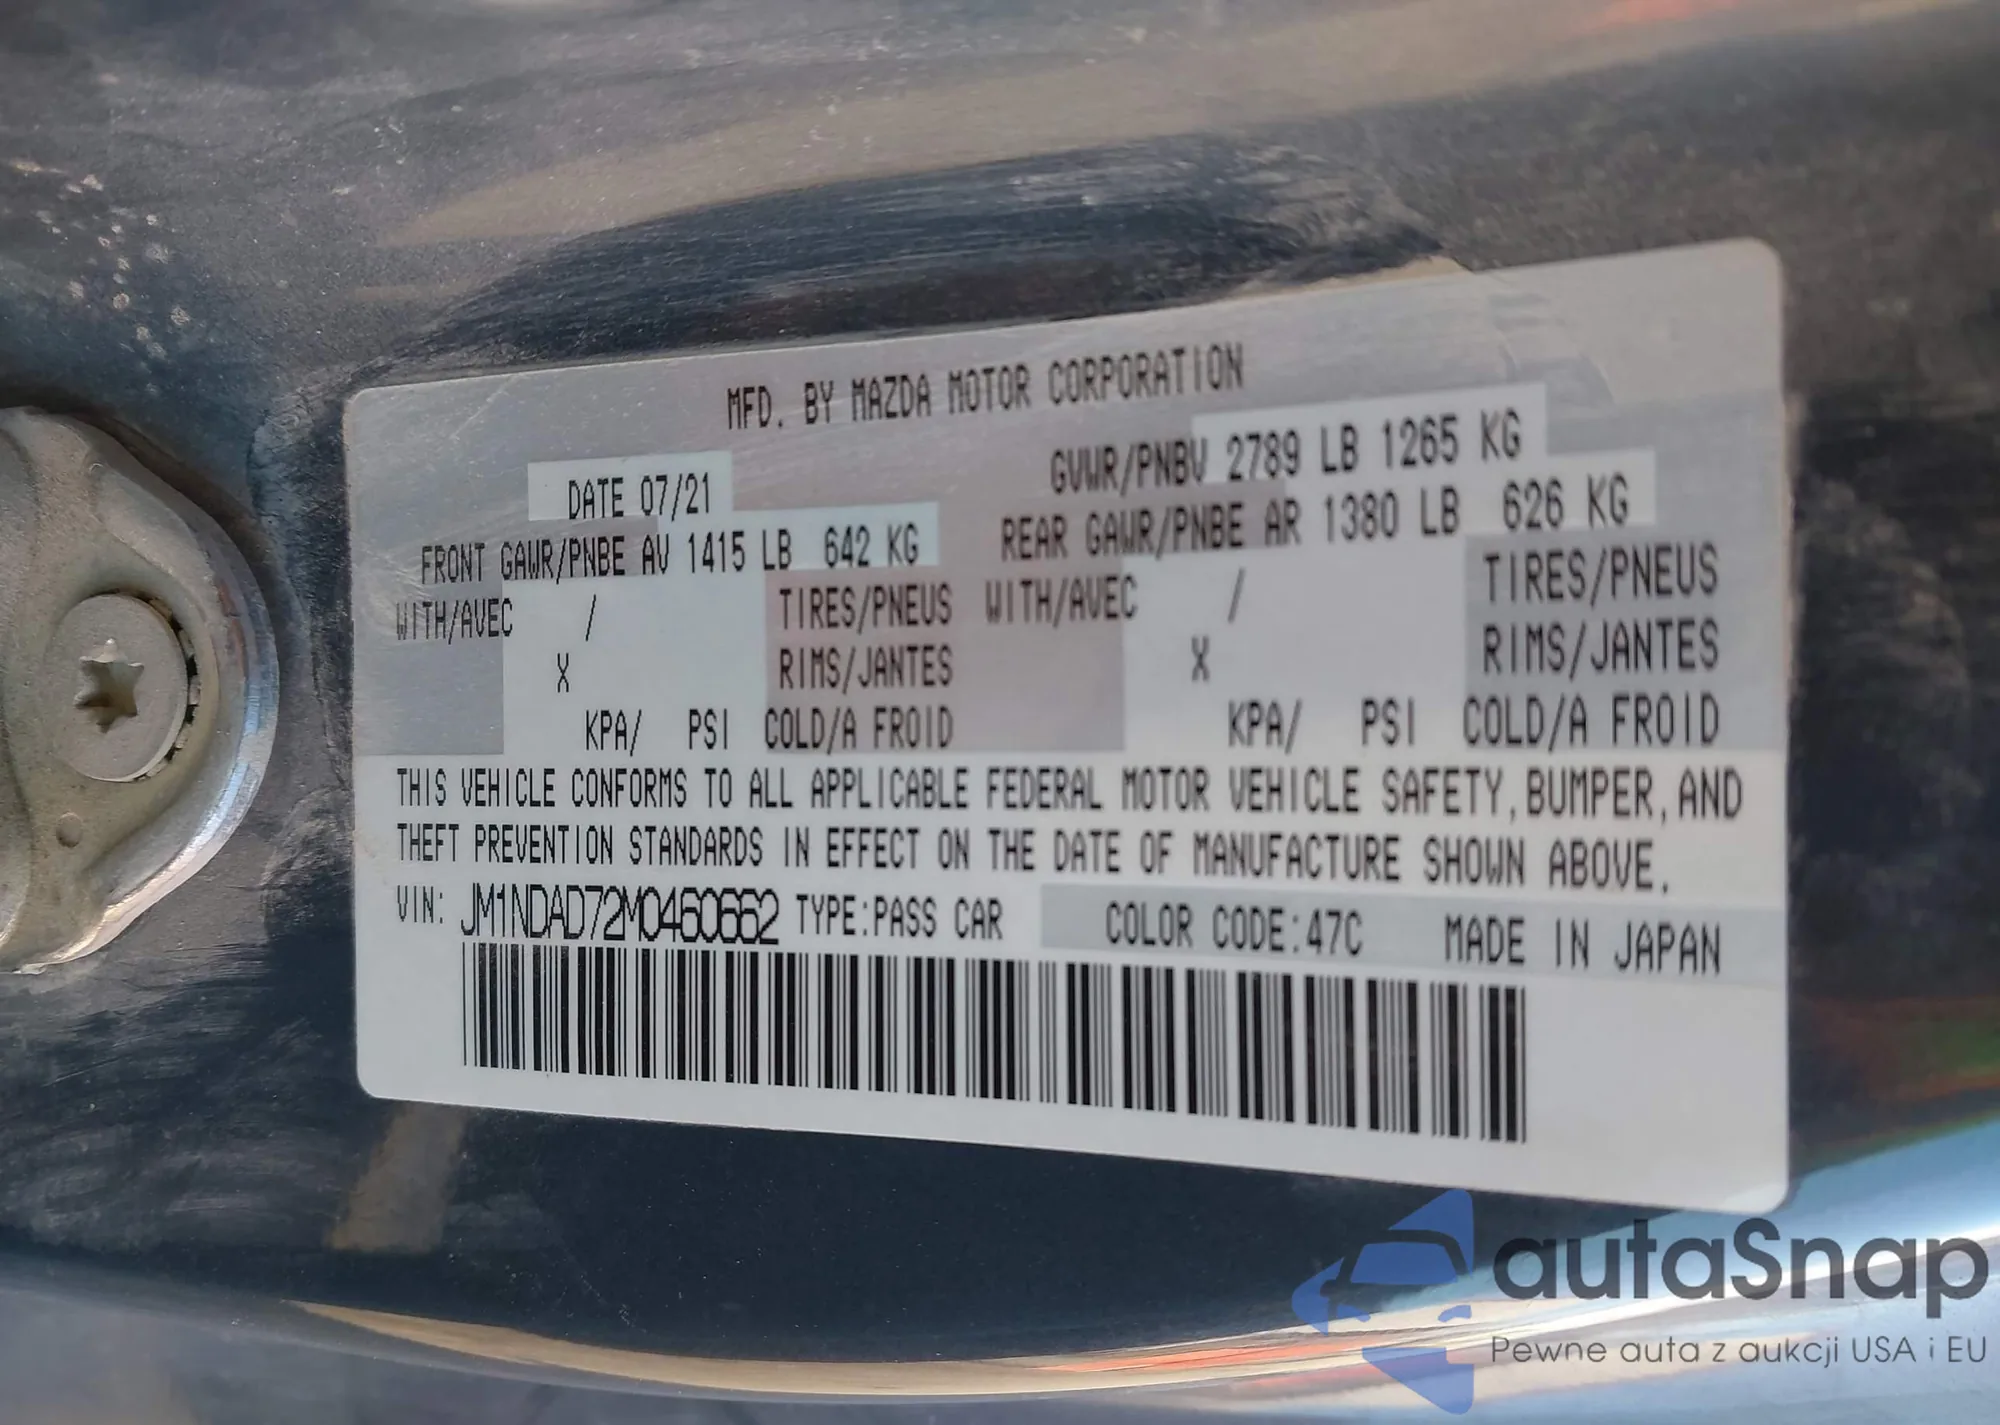 MFD. BY MAZDA MOTOR CORPORATION
DATE 07/21 GVWR/PNBV 2789 LB 1265 KG
FRONT GAWR/PNBE AV 1415 LB 642 KG REAR GAWR/PNBE AR 1380 LB 626 KG
WITH/AVEC / TIRES/PNEUS WITH/AVEC / TIRES/PNEUS
X RIMS/JANTES X RIMS/JANTES
KPA/ PSI COLD/A FROID KPA/ PSI COLD/A FROID
THIS VEHICLE CONFORMS TO ALL APPLICABLE FEDERAL MOTOR VEHICLE SAFETY, BUMPER, AND
THEFT PREVENTION STANDARDS IN EFFECT ON THE DATE OF MANUFACTURE SHOWN ABOVE.
VIN: JM1NDAD72M0460662 TYPE:PASS CAR COLOR CODE:47C MADE IN JAPAN
autaSnap
Pewne auta z aukcji USA i EU